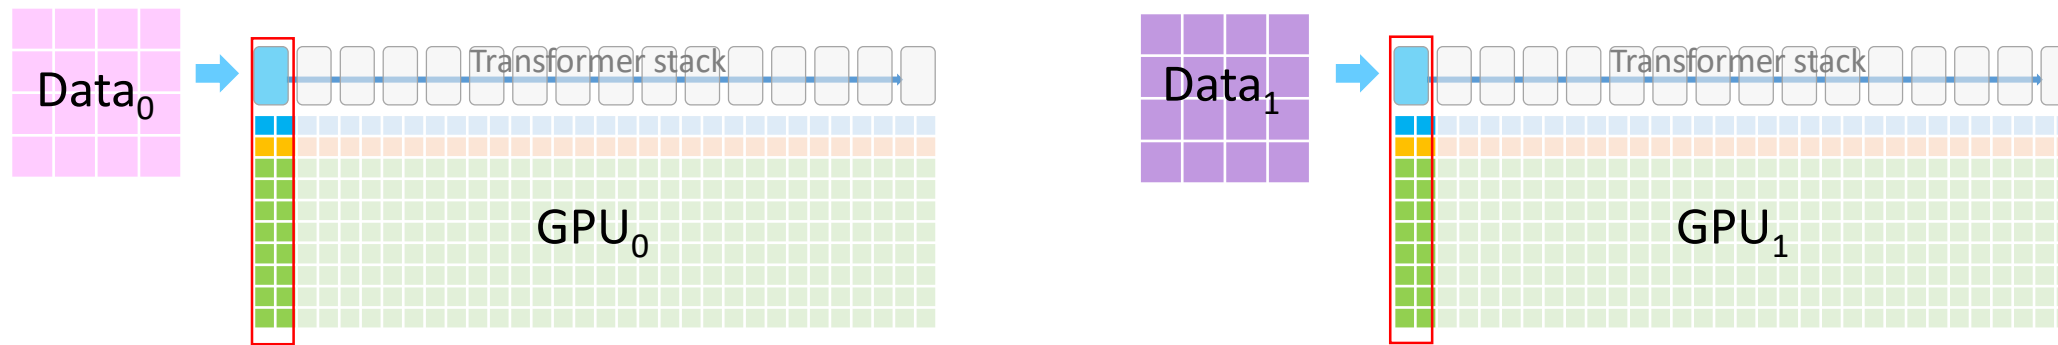 Data₀
Transformer stack
GPU₀
Data₁
Transformer stack
GPU₁